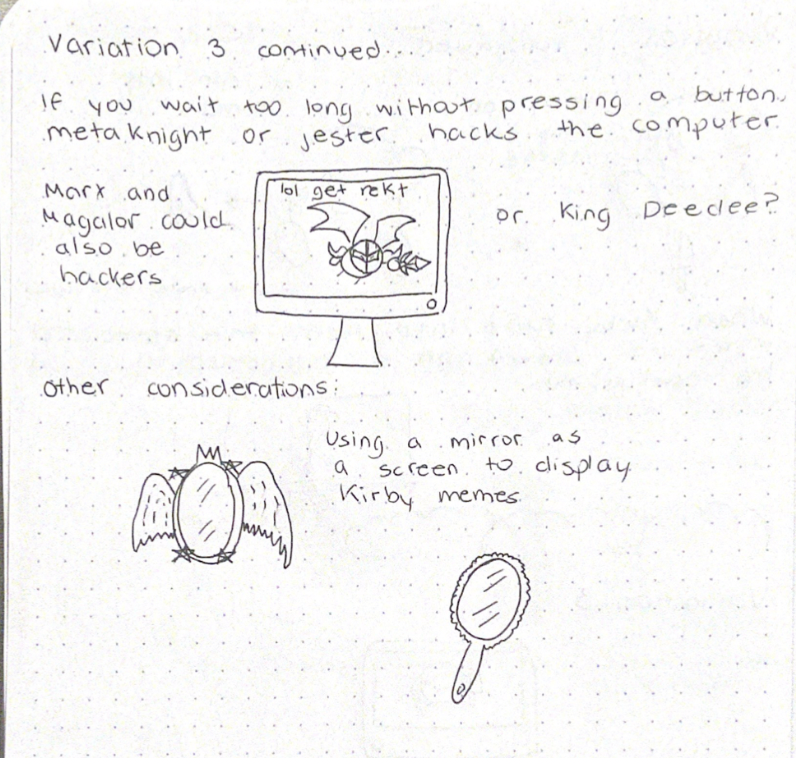 Variation 3 continued...
If you wait too long without pressing a button
metaknight or jester hacks the computer
Marx and
Magalor could
also be
hackers
lol get rekt
or King Deedee?
other considerations:
Using a mirror as
a screen to display
Kirby memes